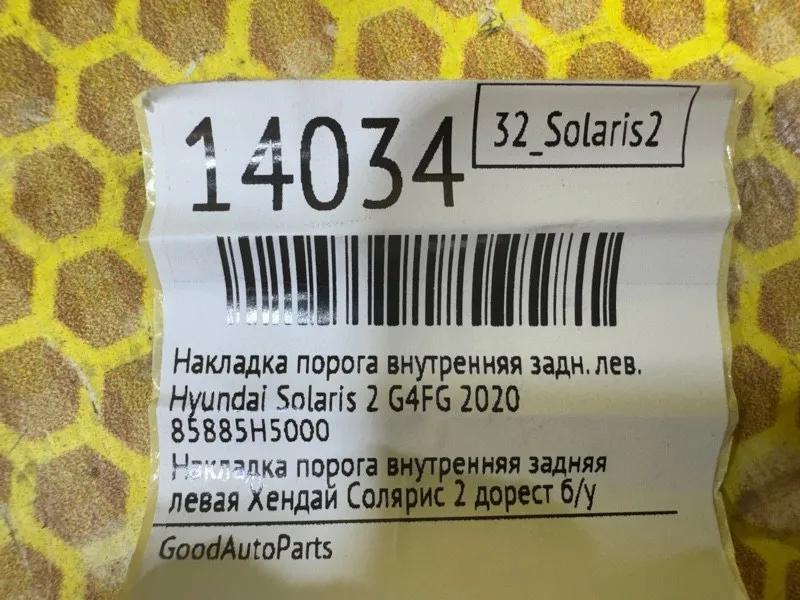 14034
32_Solaris2
Накладка порога внутренняя задн. лев.
Hyundai Solaris 2 G4FG 2020
85885H5000
Накладка порога внутренняя задняя
левая Хендай Солярис 2 дорест б/у
GoodAutoParts